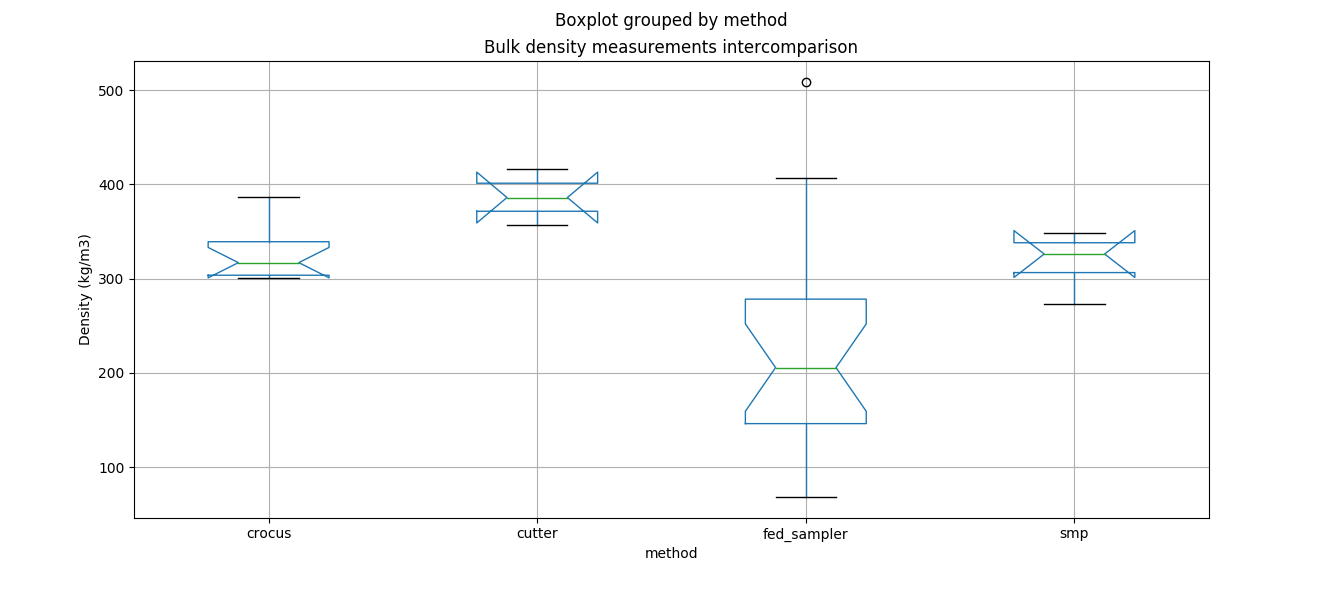 Boxplot grouped by method
Bulk density measurements intercomparison
Density (kg/m3)
500
400
300
200
100
crocus
cutter
fed_sampler
smp
method